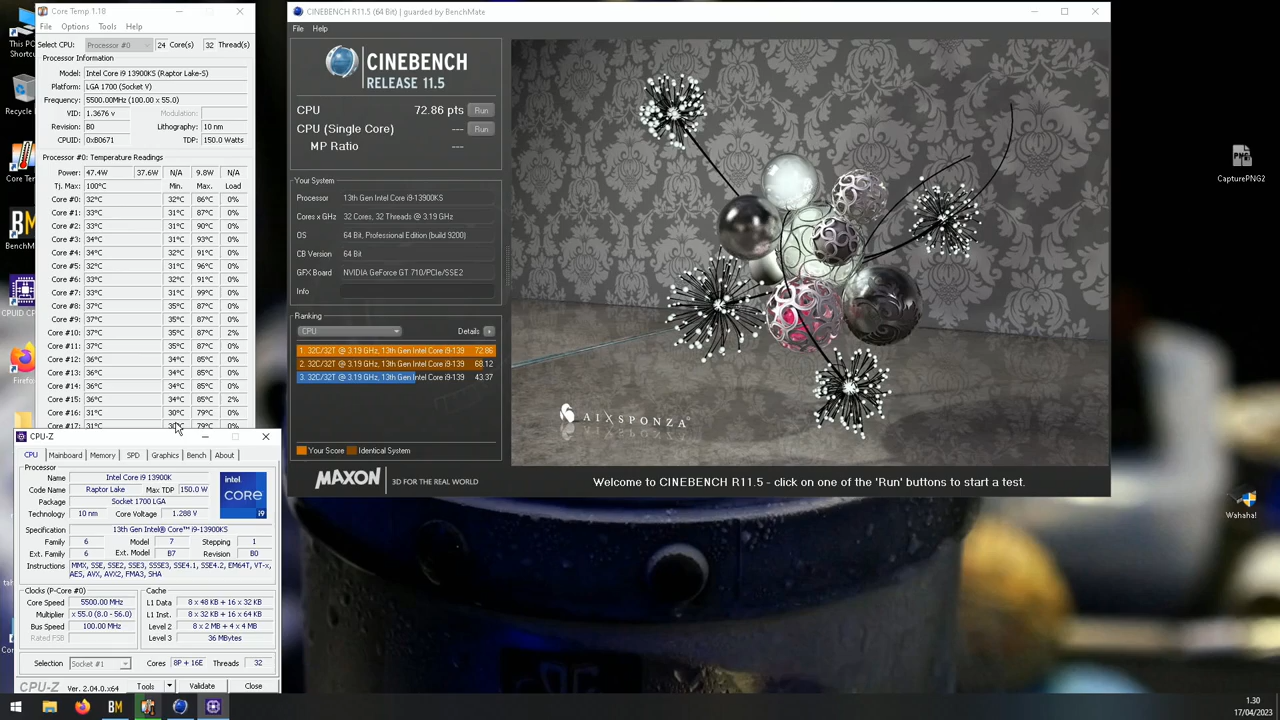 This PC
Shortcut
Recycle
Core Tem
BenchM
CPUID CP
Firefo
CapturePNG2
Wahaha!
Core Temp 1.18
File Options Tools Help
Select CPU: Processor #0 24 Core(s) 32 Thread(s)
Processor Information
Model: Intel Core i9 13900KS (Raptor Lake-S)
Platform: LGA 1700 (Socket V)
Frequency: 5500.00MHz (100.00 x 55.0)
VID: 1.3676 v Modulation:
Revision: B0 Lithography: 10 nm
CPUID: 0xB0671 TDP: 150.0 Watts
Processor #0: Temperature Readings
Power: 47.4W 37.6W N/A 9.8W N/A
Tj. Max: 100°C Min. Max. Load
Core #0: 32°C 32°C 86°C 0%
Core #1: 33°C 31°C 87°C 0%
Core #2: 33°C 33°C 90°C 0%
Core #3: 34°C 31°C 93°C 0%
Core #4: 33°C 32°C 91°C 0%
Core #5: 33°C 32°C 96°C 0%
Core #6: 33°C 32°C 91°C 0%
Core #7: 33°C 31°C 99°C 0%
Core #8: 37°C 35°C 87°C 0%
Core #9: 37°C 35°C 87°C 0%
Core #10: 37°C 35°C 87°C 2%
Core #11: 37°C 35°C 87°C 0%
Core #12: 36°C 34°C 85°C 0%
Core #13: 36°C 34°C 85°C 0%
Core #14: 36°C 34°C 85°C 0%
Core #15: 36°C 34°C 85°C 2%
Core #16: 31°C 30°C 79°C 0%
Core #17: 31°C 79°C 0%
CPU-Z
CPU Mainboard Memory SPD Graphics Bench About
Processor
Name Intel Core i9 13900K
Code Name Raptor Lake Max TDP 150.0 W
Package Socket 1700 LGA
Technology 10 nm Core Voltage 1.288 V
intel
CORE
i9
Specification 13th Gen Intel® Core™ i9-13900KS
Family 6 Model 7 Stepping 1
Ext. Family 6 Ext. Model B7 Revision B0
Instructions MMX, SSE, SSE2, SSE3, SSSE3, SSE4.1, SSE4.2, EM64T, VT-x,
AES, AVX, AVX2, FMA3, SHA
Clocks (P-Core #0) Cache
Core Speed 5500.00 MHz L1 Data 8 x 48 KB + 16 x 32 KB
Multiplier x 55.0 (8.0 - 56.0) L1 Inst. 8 x 32 KB + 16 x 64 KB
Bus Speed 100.00 MHz Level 2 8 x 2 MB + 4 x 4 MB
Rated FSB Level 3 36 MBytes
Selection Socket #1 Cores 8P + 16E Threads 32
CPU-Z Ver. 2.04.0.x64 Tools Validate Close
CINEBENCH R11.5 (64 Bit) | guarded by BenchMate
File Help
CINEBENCH
RELEASE 11.5
CPU 72.86 pts Run
CPU (Single Core) --- Run
MP Ratio ---
Your System
Processor 13th Gen Intel Core i9-13900KS
Cores x GHz 32 Cores, 32 Threads @ 3.19 GHz
OS 64 Bit, Professional Edition (build 9200)
CB Version 64 Bit
GFX Board NVIDIA GeForce GT 710/PCIe/SSE2
Info
Ranking
CPU Details
1. 32C/32T @ 3.19 GHz, 13th Gen Intel Core i9-139 72.86
2. 32C/32T @ 3.19 GHz, 13th Gen Intel Core i9-139 68.12
3. 32C/32T @ 3.19 GHz, 13th Gen Intel Core i9-139 43.37
Your Score Identical System
MAXON 3D FOR THE REAL WORLD
AIXSPONZA
Welcome to CINEBENCH R11.5 - click on one of the 'Run' buttons to start a test.
BM
1.30
17/04/2023